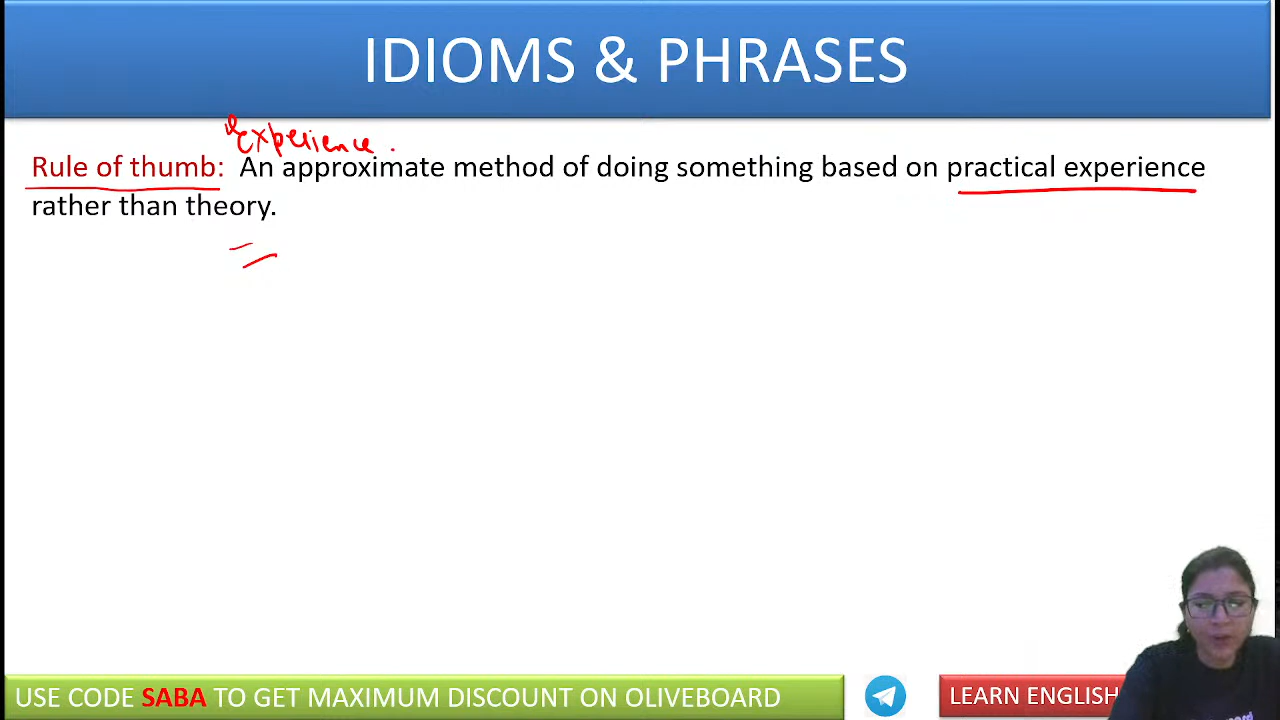 IDIOMS & PHRASES
Experience.
Rule of thumb: An approximate method of doing something based on practical experience
rather than theory.
USE CODE SABA TO GET MAXIMUM DISCOUNT ON OLIVEBOARD
LEARN ENGLISH